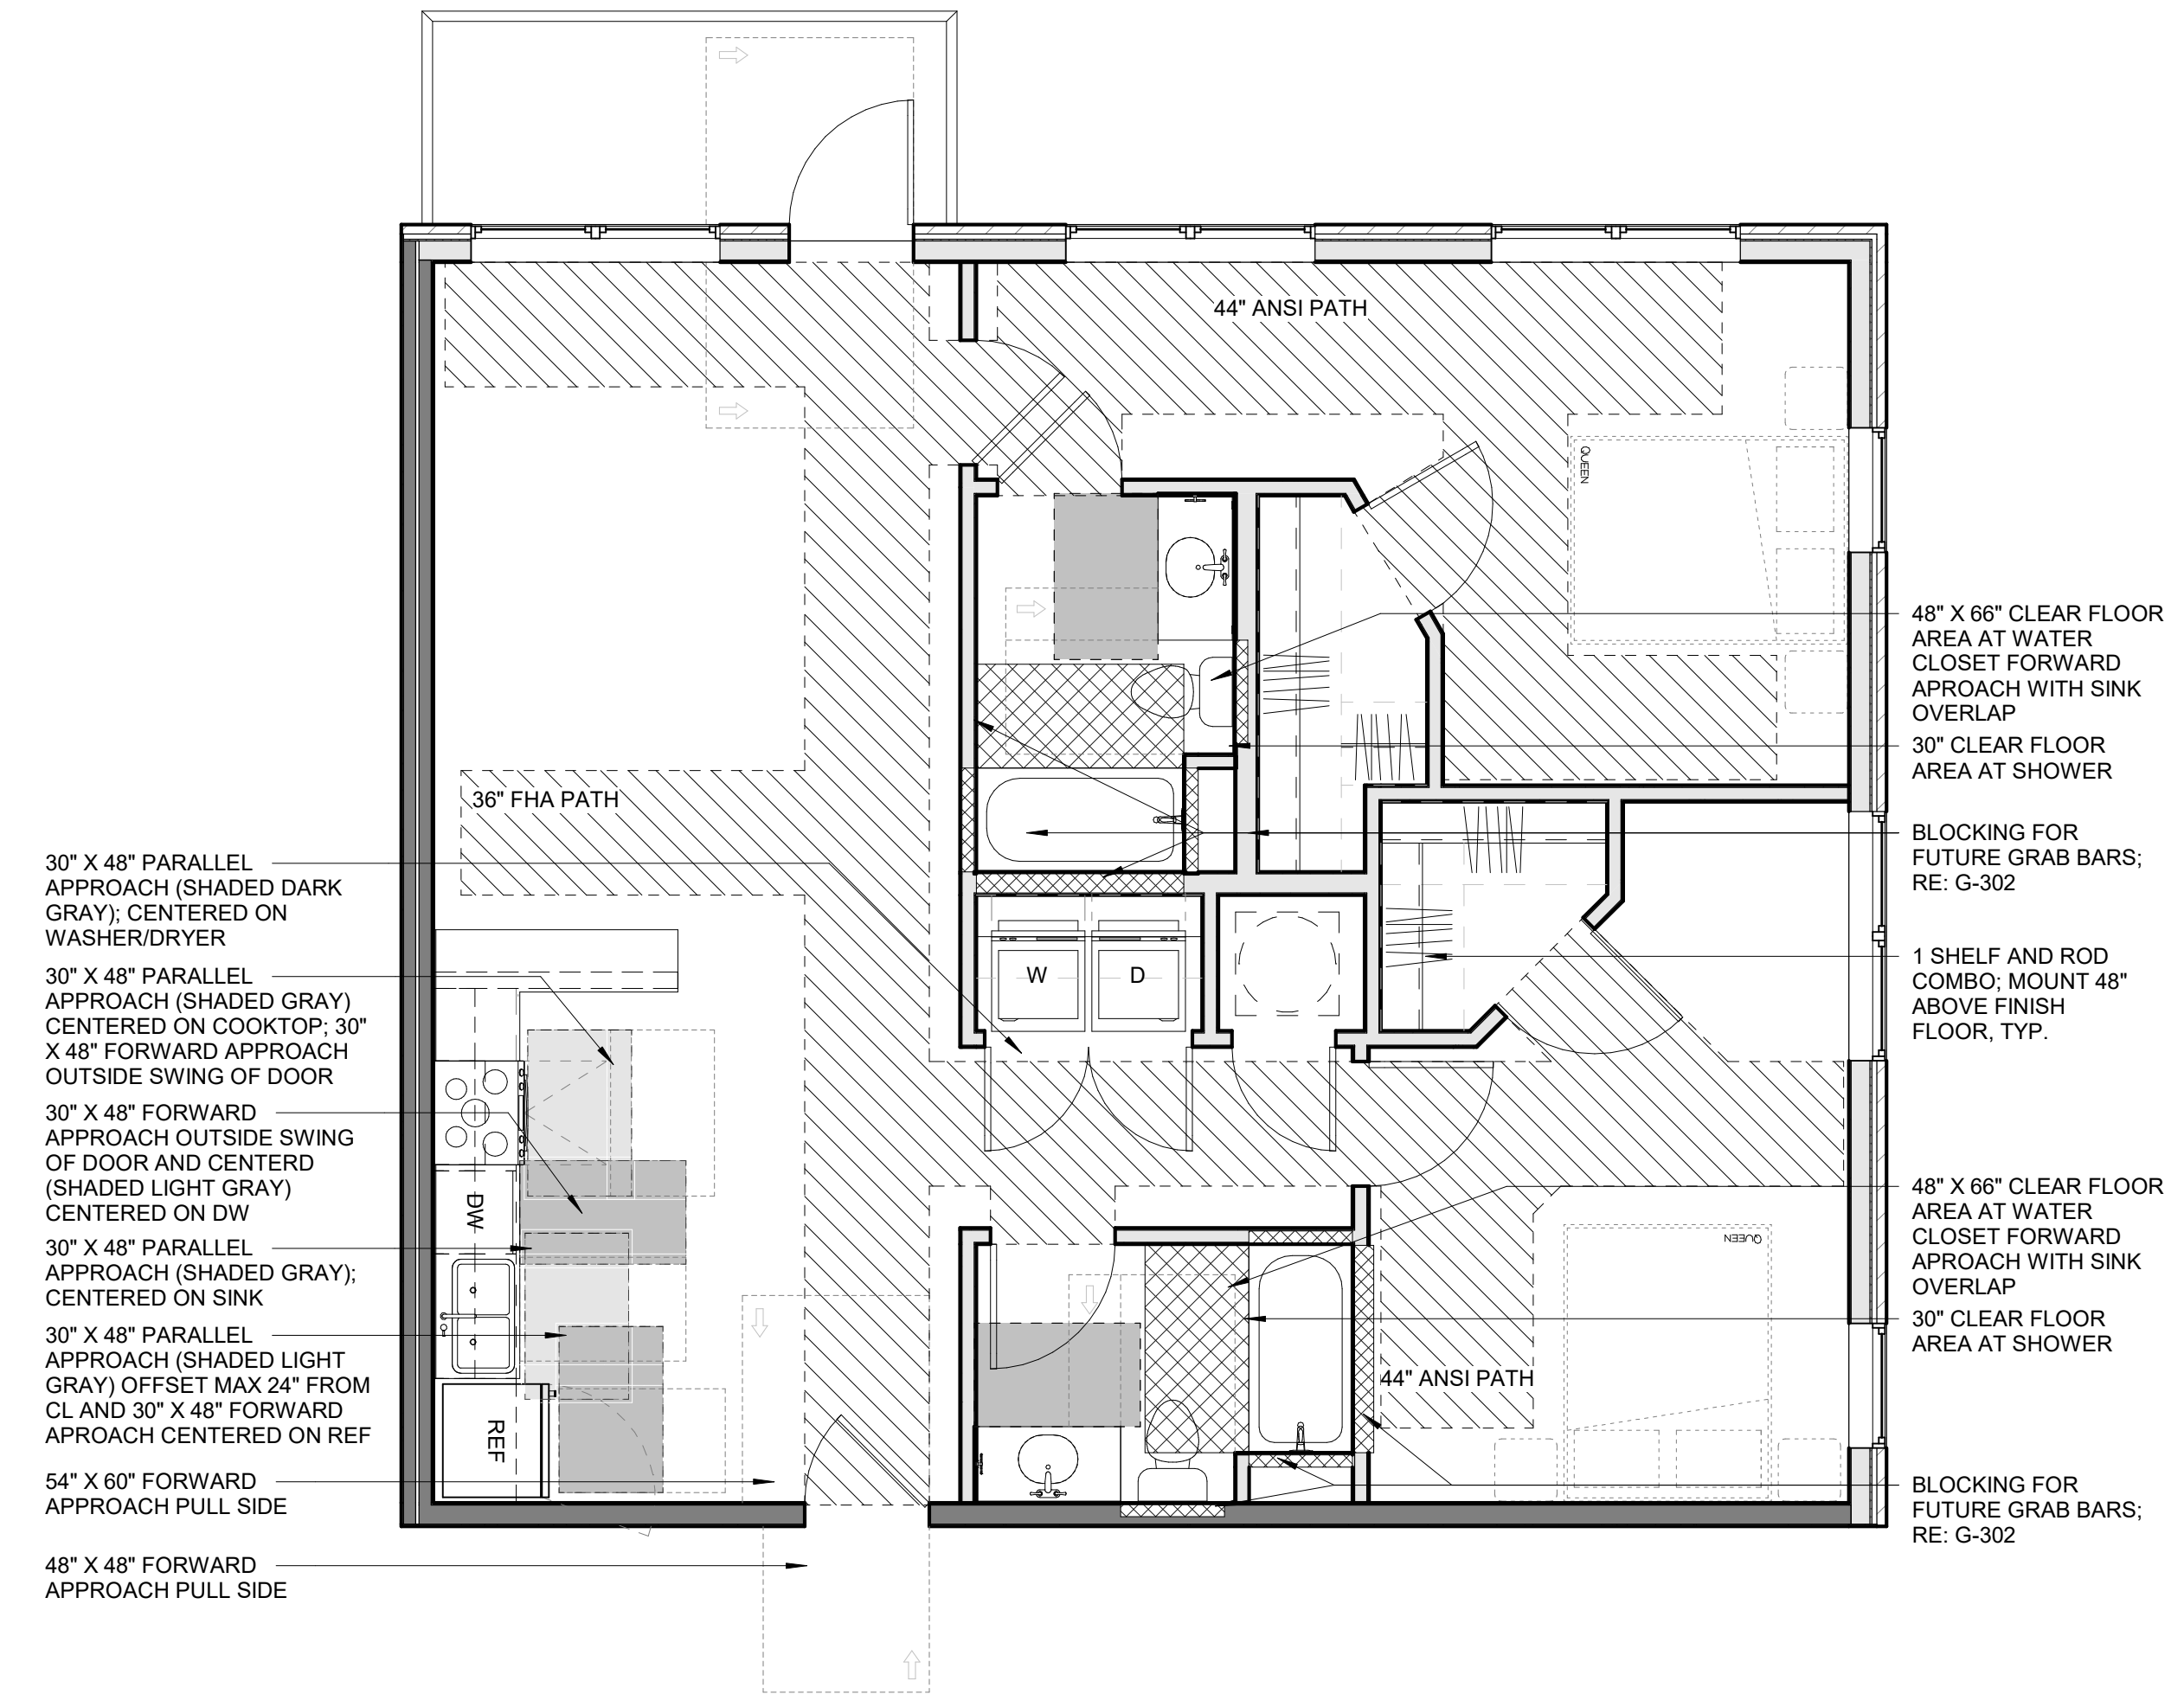 44" ANSI PATH
QUEEN
36" FHA PATH
W
D
DW
REF
QUEEN
44" ANSI PATH
30" X 48" PARALLEL
APPROACH (SHADED DARK
GRAY); CENTERED ON
WASHER/DRYER
30" X 48" PARALLEL
APPROACH (SHADED GRAY)
CENTERED ON COOKTOP; 30"
X 48" FORWARD APPROACH
OUTSIDE SWING OF DOOR
30" X 48" FORWARD
APPROACH OUTSIDE SWING
OF DOOR AND CENTERD
(SHADED LIGHT GRAY)
CENTERED ON DW
30" X 48" PARALLEL
APPROACH (SHADED GRAY);
CENTERED ON SINK
30" X 48" PARALLEL
APPROACH (SHADED LIGHT
GRAY) OFFSET MAX 24" FROM
CL AND 30" X 48" FORWARD
APROACH CENTERED ON REF
54" X 60" FORWARD
APPROACH PULL SIDE
48" X 48" FORWARD
APPROACH PULL SIDE
48" X 66" CLEAR FLOOR
AREA AT WATER
CLOSET FORWARD
APROACH WITH SINK
OVERLAP
30" CLEAR FLOOR
AREA AT SHOWER
BLOCKING FOR
FUTURE GRAB BARS;
RE: G-302
1 SHELF AND ROD
COMBO; MOUNT 48"
ABOVE FINISH
FLOOR, TYP.
48" X 66" CLEAR FLOOR
AREA AT WATER
CLOSET FORWARD
APROACH WITH SINK
OVERLAP
30" CLEAR FLOOR
AREA AT SHOWER
BLOCKING FOR
FUTURE GRAB BARS;
RE: G-302